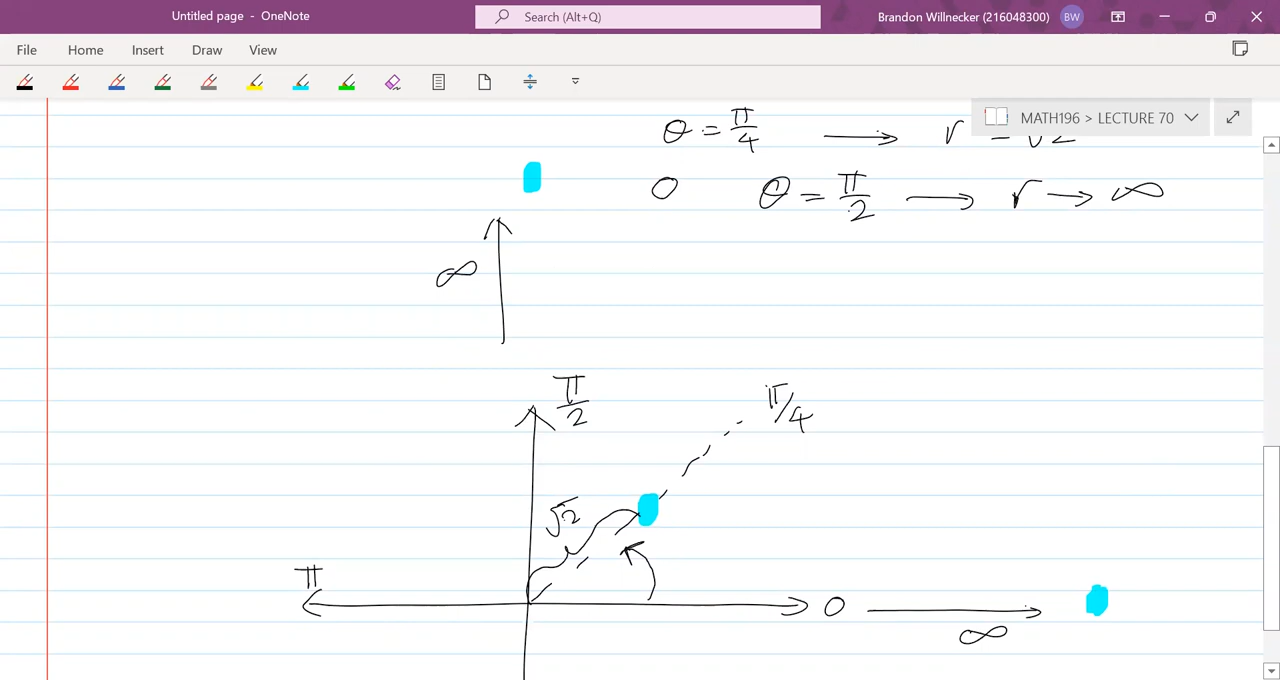 Untitled page - OneNote
Search (Alt+Q)
Brandon Willnecker (216048300)
BW
File Home Insert Draw View
MATH196 > LECTURE 70
θ = π/4 → r = √2
0 θ = π/2 → r → ∞
∞
π/2
π/4
√2
π
0
∞